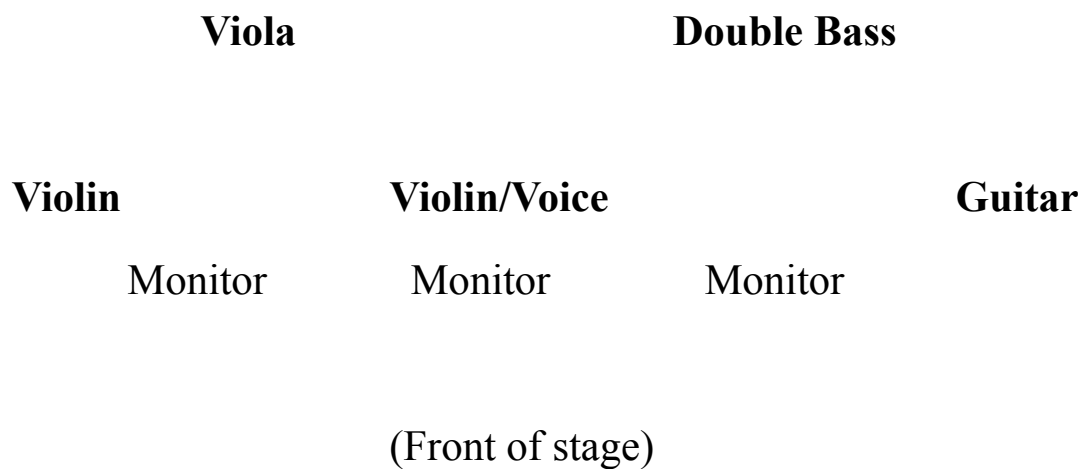 Viola Double Bass
Violin Violin/Voice Guitar
Monitor Monitor Monitor
(Front of stage)